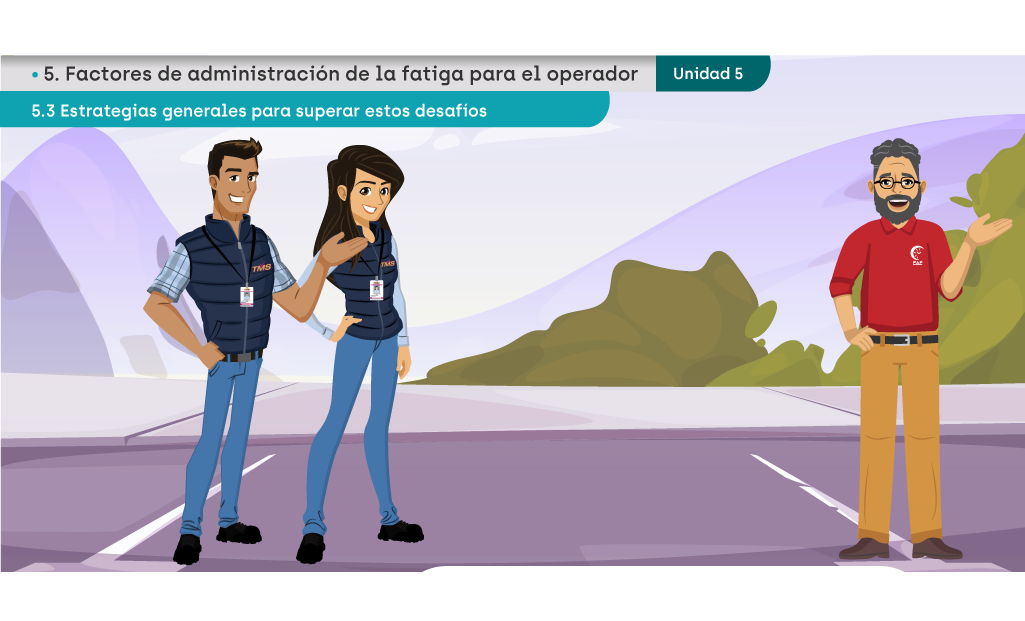 • 5. Factores de administración de la fatiga para el operador
Unidad 5
5.3 Estrategias generales para superar estos desafíos
TMS
TMS